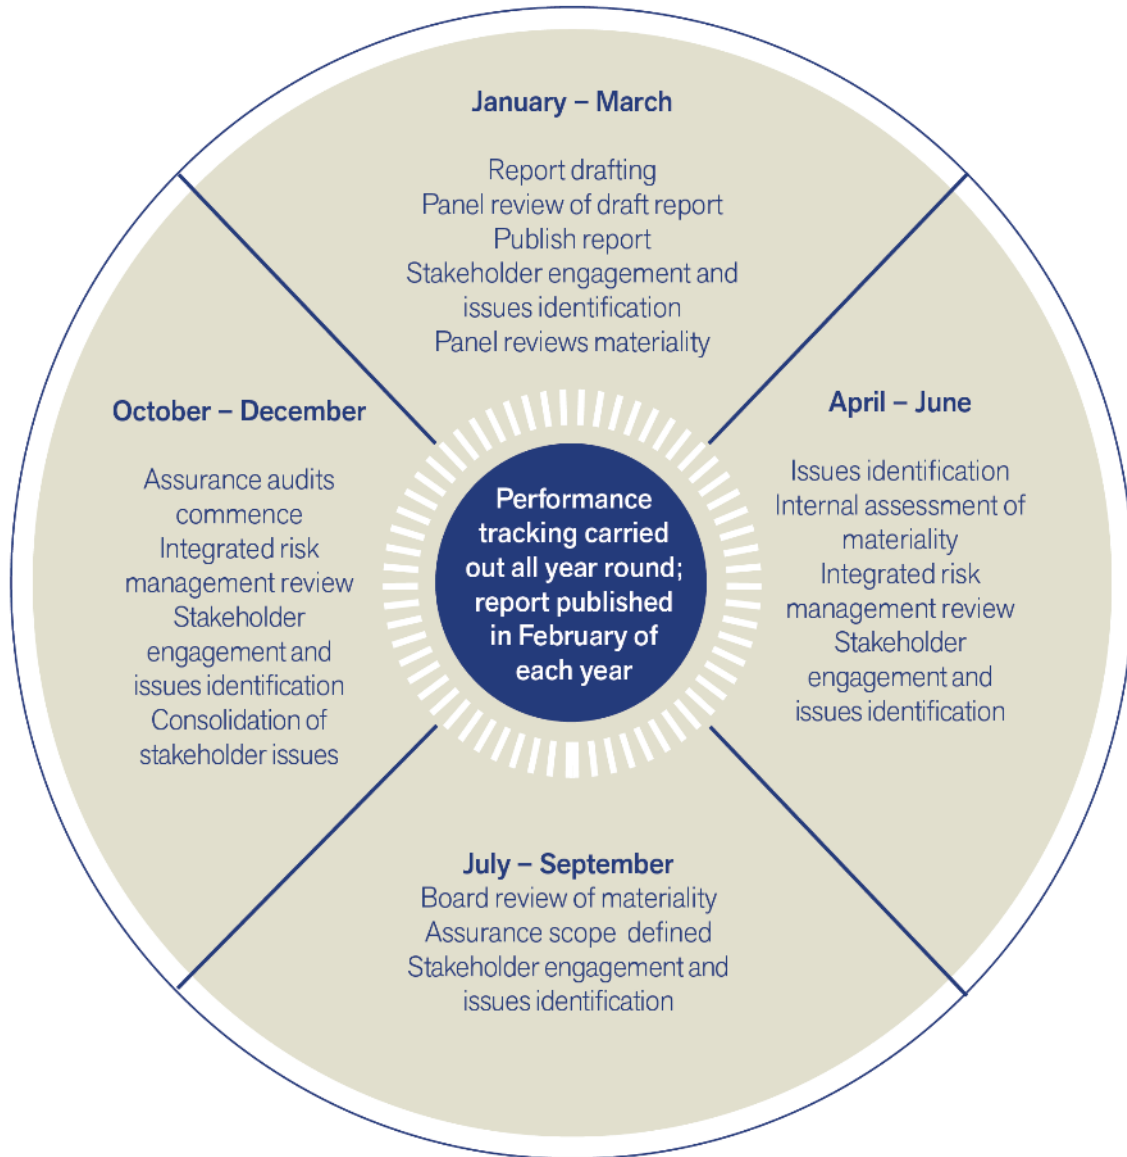 January – March
Report drafting
Panel review of draft report
Publish report
Stakeholder engagement and
issues identification
Panel reviews materiality
April – June
Issues identification
Internal assessment of
materiality
Integrated risk
management review
Stakeholder
engagement and
issues identification
July – September
Board review of materiality
Assurance scope defined
Stakeholder engagement and
issues identification
October – December
Assurance audits
commence
Integrated risk
management review
Stakeholder
engagement and
issues identification
Consolidation of
stakeholder issues
Performance
tracking carried
out all year round;
report published
in February of
each year